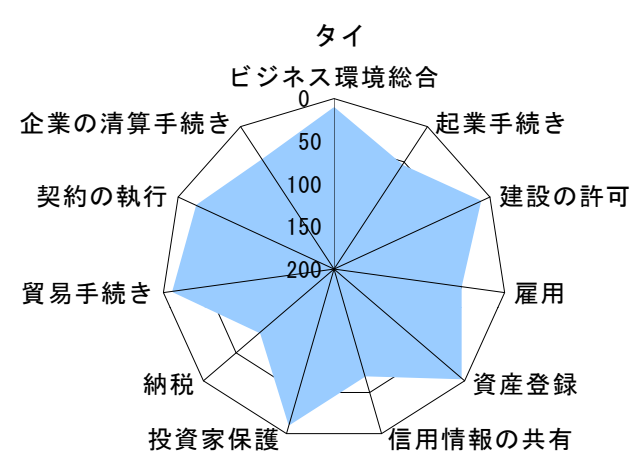 タイ
ビジネス環境総合
0
起業手続き
企業の清算手続き
50
建設の許可
契約の執行
100
150
200
雇用
貿易手続き
資産登録
納税
信用情報の共有
投資家保護